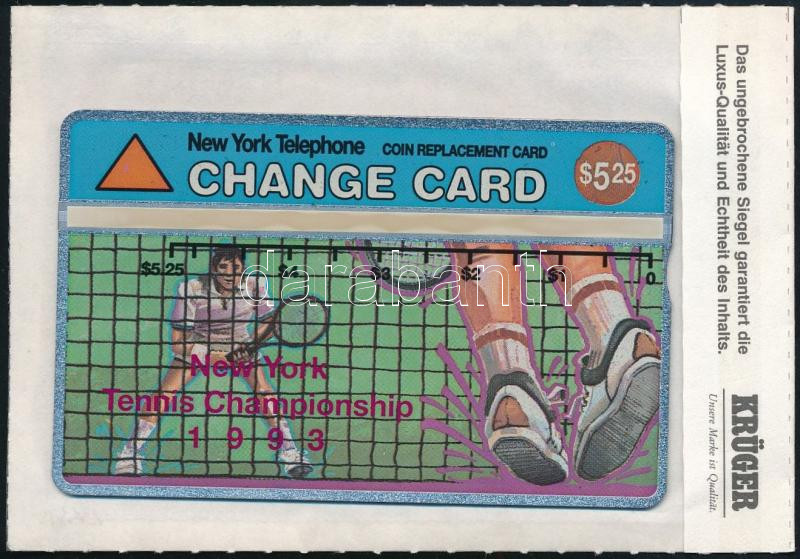 New York Telephone COIN REPLACEMENT CARD
CHANGE CARD
$5.25
$5.25 $4 $3 $2 $1 0
darabanth
New York
Tennis Championship
1993
Das ungebrochene Siegel garantiert die
Luxus-Qualität und Echtheit des Inhalts.
KRÜGER
Unsere Marke ist Qualität.